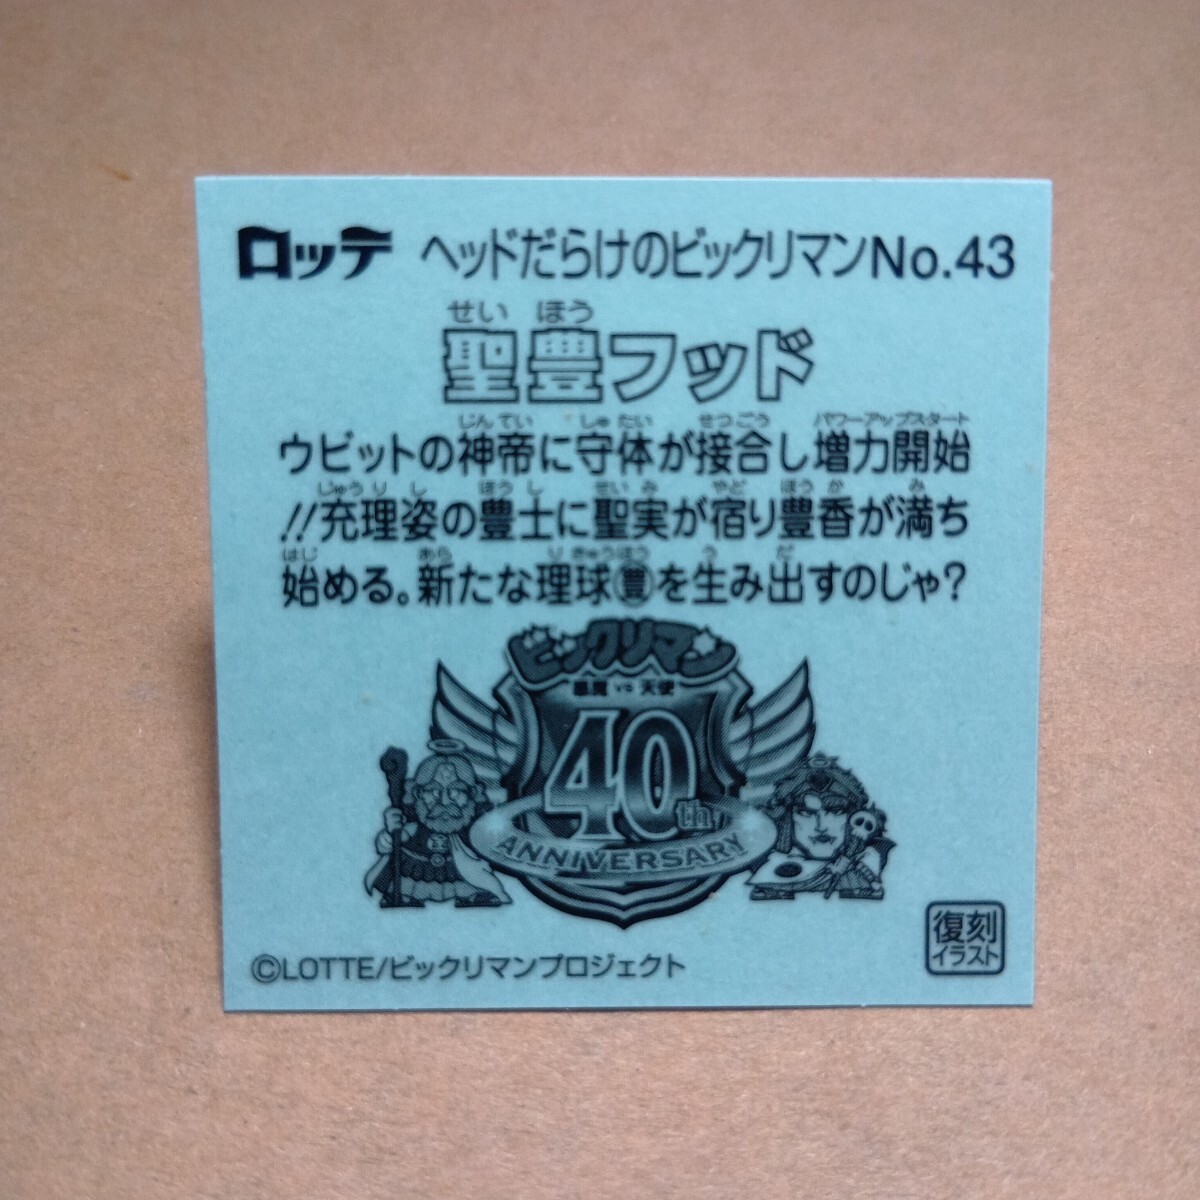 ロッテ ヘッドだらけのビックリマンNo.43
せい ほう
聖豊フッド
じんてい しゅたい せつごう パワーアップスタート
ウビットの神帝に守体が接合し増力開始
じゅうりし ほうし せいみ やど ほうか み
!!充理姿の豊士に聖実が宿り豊香が満ち
はじ あら りきゅうほう う だ
始める。新たな理球豊を生み出すのじゃ?
ビックリマン
悪魔 VS 天使
40th
ANNIVERSARY
復刻
イラスト
©LOTTE/ビックリマンプロジェクト